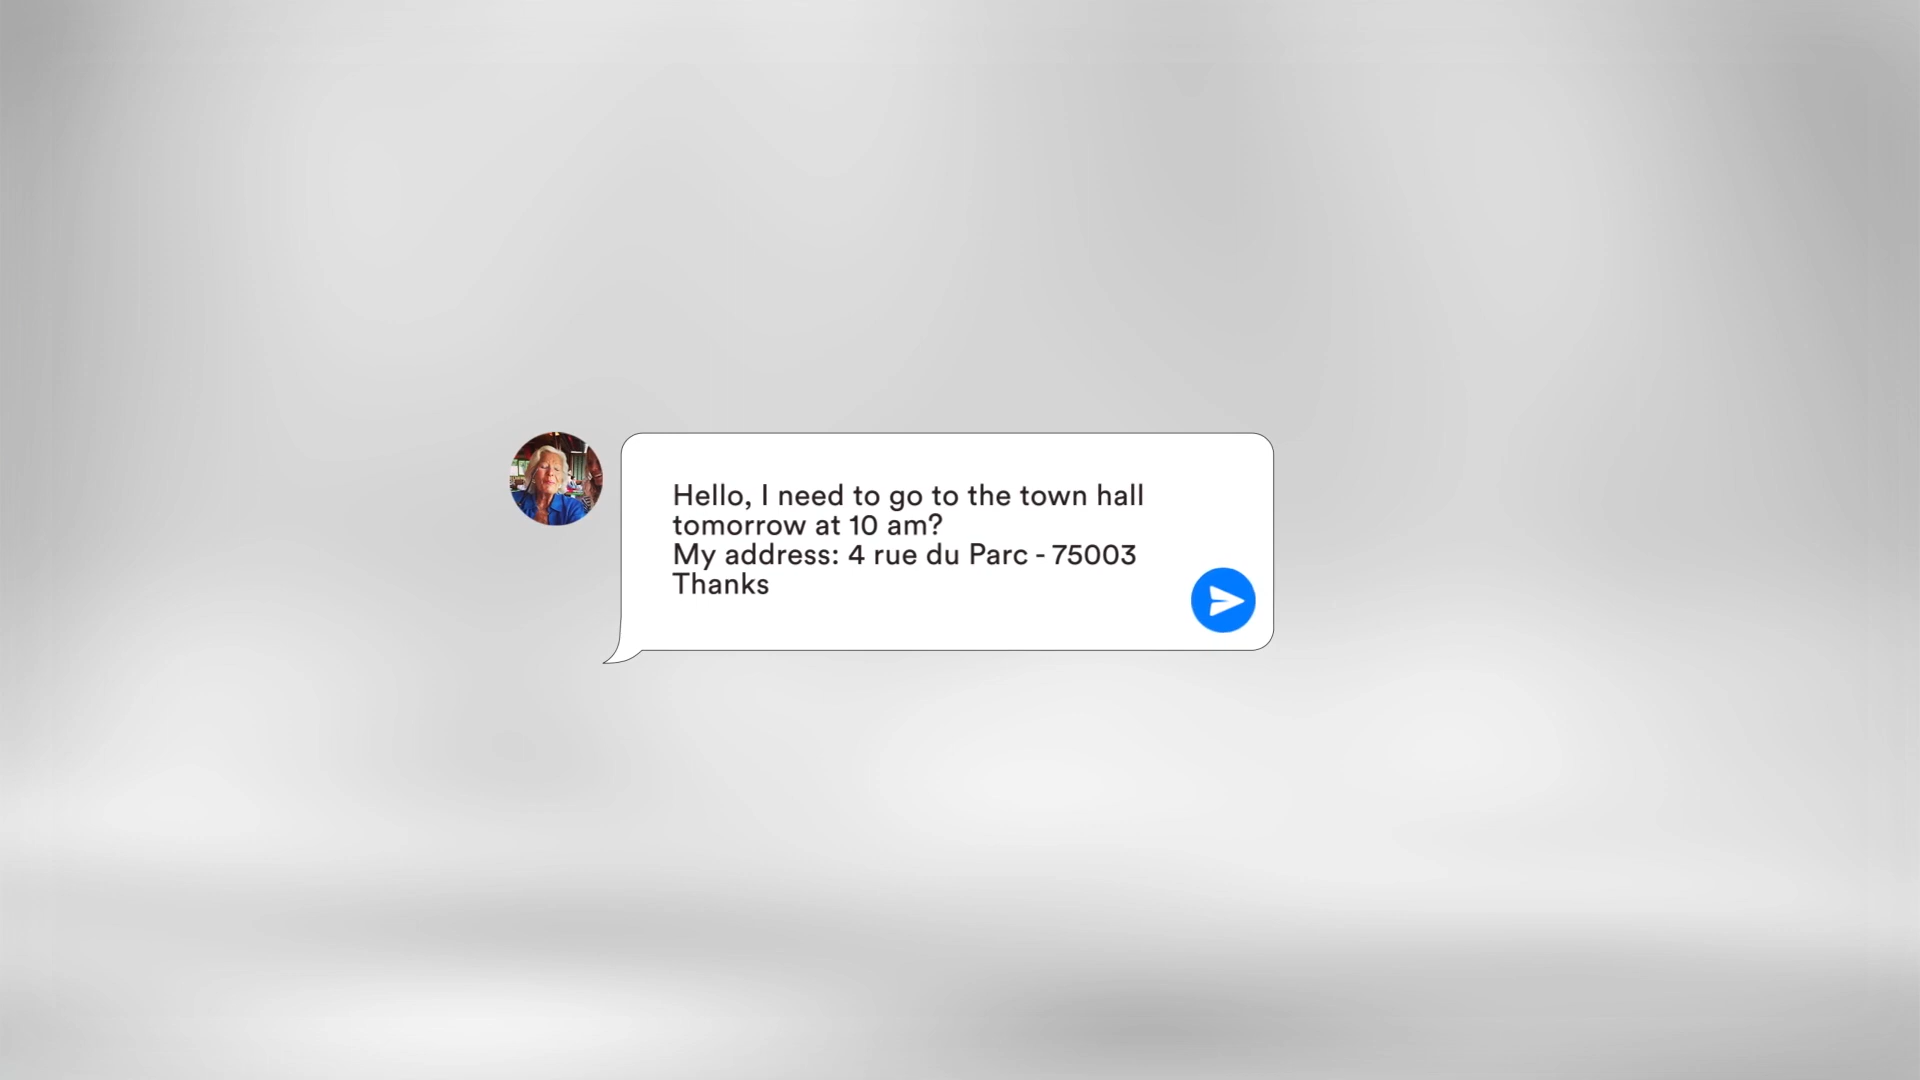 Hello, I need to go to the town hall
tomorrow at 10 am?
My address: 4 rue du Parc - 75003
Thanks